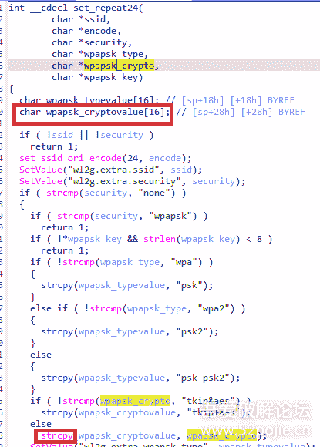 int __cdecl set_repeat24(
char *ssid,
char *encode,
char *security,
char *wpapsk_type,
char *wpapsk_crypto,
char *wpapsk_key)
{
char wpapsk_typevalue[16]; // [sp+18h] [+18h] BYREF
char wpapsk_cryptovalue[16]; // [sp+28h] [+28h] BYREF
if ( !ssid || !security )
return 1;
set_ssid_ori_encode(24, encode);
SetValue("wl2g.extra.ssid", ssid);
SetValue("wl2g.extra.security", security);
if ( strcmp(security, "none") )
{
if ( strcmp(security, "wpapsk") )
return 1;
if ( !*wpapsk_key && strlen(wpapsk_key) < 8 )
return 1;
if ( !strcmp(wpapsk_type, "wpa") )
{
strcpy(wpapsk_typevalue, "psk");
}
else if ( !strcmp(wpapsk_type, "wpa2") )
{
strcpy(wpapsk_typevalue, "psk2");
}
else
{
strcpy(wpapsk_typevalue, "psk psk2");
}
if ( !strcmp(wpapsk_crypto, "tkip&aes") )
strcpy(wpapsk_cryptovalue,
else
strcpy(wpapsk_cryptovalue, wpapsk_crypto);